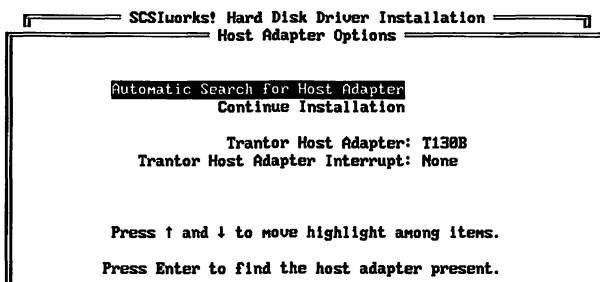 SCSIworks! Hard Disk Driver Installation
Host Adapter Options
Automatic Search for Host Adapter
Continue Installation
Trantor Host Adapter: T130B
Trantor Host Adapter Interrupt: None
Press ↑ and ↓ to move highlight among items.
Press Enter to find the host adapter present.